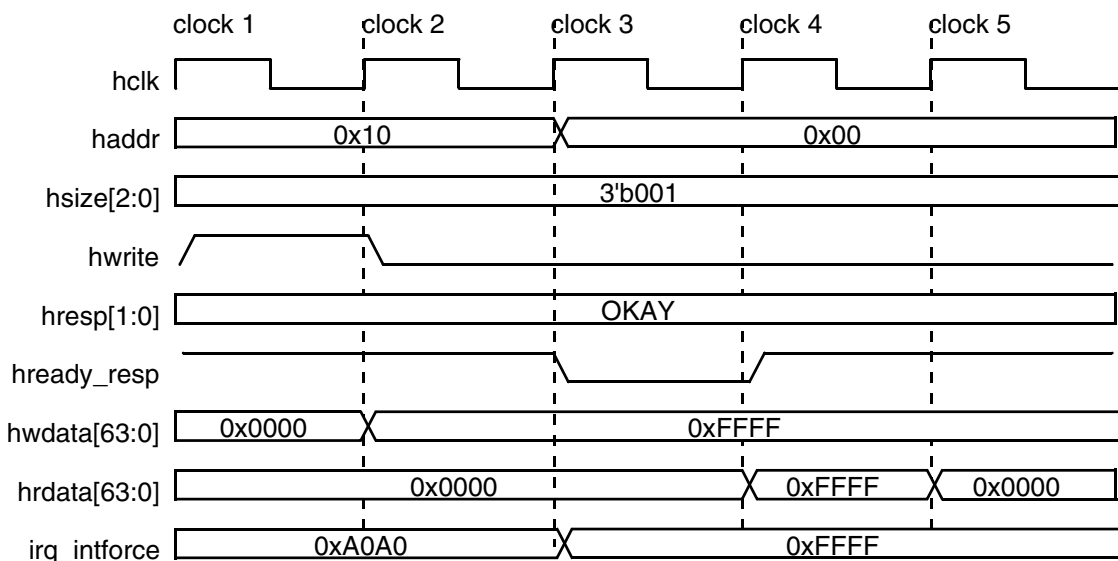 clock 1 clock 2 clock 3 clock 4 clock 5
hclk
haddr 0x10 0x00
hsize[2:0] 3'b001
hwrite
hresp[1:0] OKAY
hready_resp
hwdata[63:0] 0x0000 0xFFFF
hrdata[63:0] 0x0000 0xFFFF 0x0000
irq_intforce 0xA0A0 0xFFFF